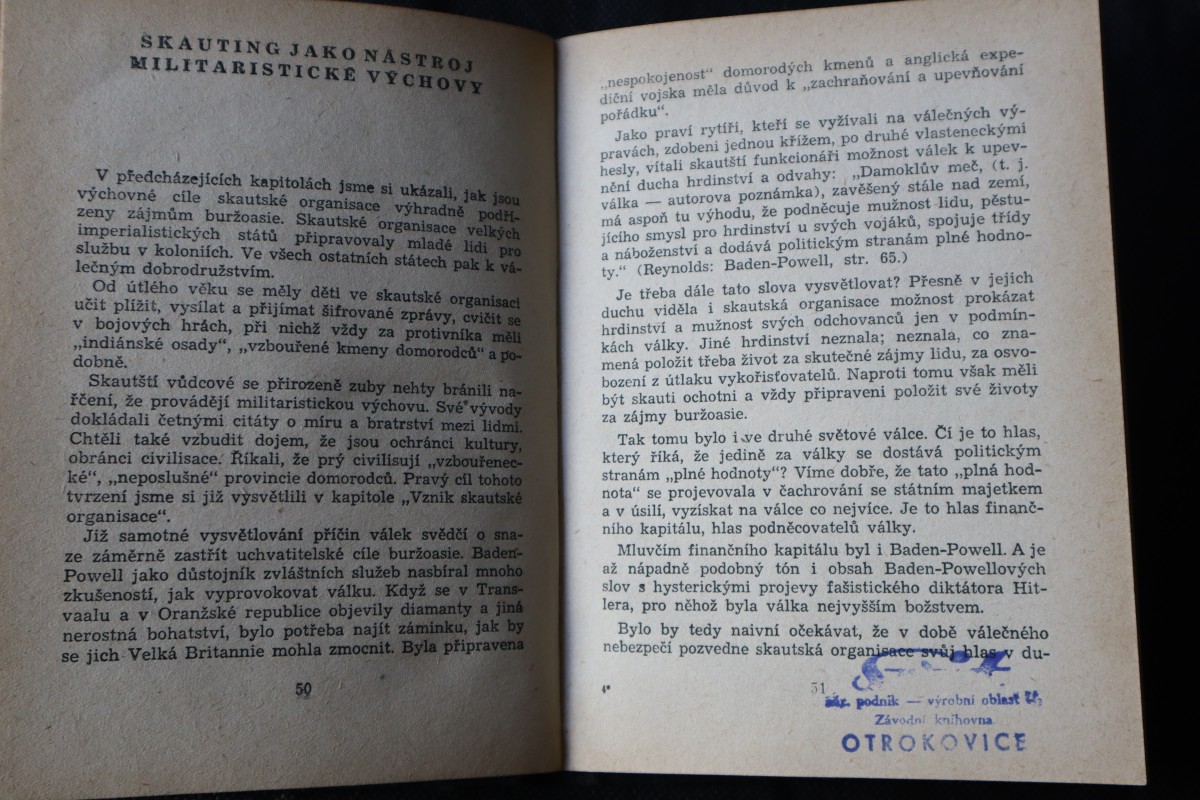 SKAUTING JAKO NÁSTROJ
MILITARISTICKÉ VÝCHOVY
V předcházejících kapitolách jsme si ukázali, jak jsou
výchovné cíle skautské organisace výhradně podří-
zeny zájmům buržoasie. Skautské organisace velkých
imperialistických států připravovaly mladé lidi pro
službu v koloniích. Ve všech ostatních státech pak k vá-
lečným dobrodružstvím.
Od útlého věku se měly děti ve skautské organisaci
učit plížit, vysílat a přijímat šifrované zprávy, cvičit se
v bojových hrách, při nichž vždy za protivníka měli
„indiánské osady“, „vzbouřené kmeny domorodců“ a po-
dobně.
Skautští vůdcové se přirozeně zuby nehty bránili na-
řčení, že provádějí militaristickou výchovu. Své vývody
dokládali četnými citáty o míru a bratrství mezi lidmi.
Chtěli také vzbudit dojem, že jsou ochránci kultury,
obránci civilisace. Říkali, že prý civilisují „vzbouřenec-
ké“, „neposlušné“ provincie domorodců. Pravý cíl tohoto
tvrzení jsme si již vysvětlili v kapitole „Vznik skautské
organisace“.
Již samotné vysvětlování příčin válek svědčí o sna-
ze záměrně zastřít uchvatitelské cíle buržoasie. Baden-
Powell jako důstojník zvláštních služeb nasbíral mnoho
zkušeností, jak vyprovokovat válku. Když se v Trans-
vaalu a v Oranžské republice objevily diamanty a jiná
nerostná bohatství, bylo potřeba najít záminku, jak by
se jich Velká Britannie mohla zmocnit. Byla připravena
50
„nespokojenost“ domorodých kmenů a anglická expe-
diční vojska měla důvod k „zachraňování a upevňování
pořádku“.
Jako praví rytíři, kteří se vyžívali na válečných vý-
pravách, zdobeni jednou křížem, po druhé vlasteneckými
hesly, vítali skautští funkcionáři možnost válek k upev-
nění ducha hrdinství a odvahy: „Damoklův meč, (t. j.
válka — autorova poznámka), zavěšený stále nad zemí,
má aspoň tu výhodu, že podněcuje mužnost lidu, pěstu-
jícího smysl pro hrdinství u svých vojáků, spojuje třídy
a náboženství a dodává politickým stranám plné hodno-
ty.“ (Reynolds: Baden-Powell, str. 65.)
Je třeba dále tato slova vysvětlovat? Přesně v jejich
duchu viděla i skautská organisace možnost prokázat
hrdinství a mužnost svých odchovanců jen v podmín-
kách války. Jiné hrdinství neznala; neznala, co zna-
mená položit třeba život za skutečné zájmy lidu, za osvo-
bození z útlaku vykořisťovatelů. Naproti tomu však měli
být skauti ochotni a vždy připraveni položit své životy
za zájmy buržoasie.
Tak tomu bylo i ve druhé světové válce. Čí je to hlas,
který říká, že jedině za války se dostává politickým
stranám „plné hodnoty“? Víme dobře, že tato „plná hod-
nota“ se projevovala v čachrování se státním majetkem
a v úsilí, vyzískat na válce co nejvíce. Je to hlas finanč-
ního kapitálu, hlas podněcovatelů války.
Mluvčím finančního kapitálu byl i Baden-Powell. A je
až nápadně podobný tón i obsah Baden-Powellových
slov s hysterickými projevy fašistického diktátora Hit-
lera, pro něhož byla válka nejvyšším božstvem.
Bylo by tedy naivní očekávat, že v době válečného
nebezpečí pozvedne skautská organisace svůj hlas v du-
4*
51
nár. podnik — výrobní oblast
Závodní knihovna
OTROKOVICE